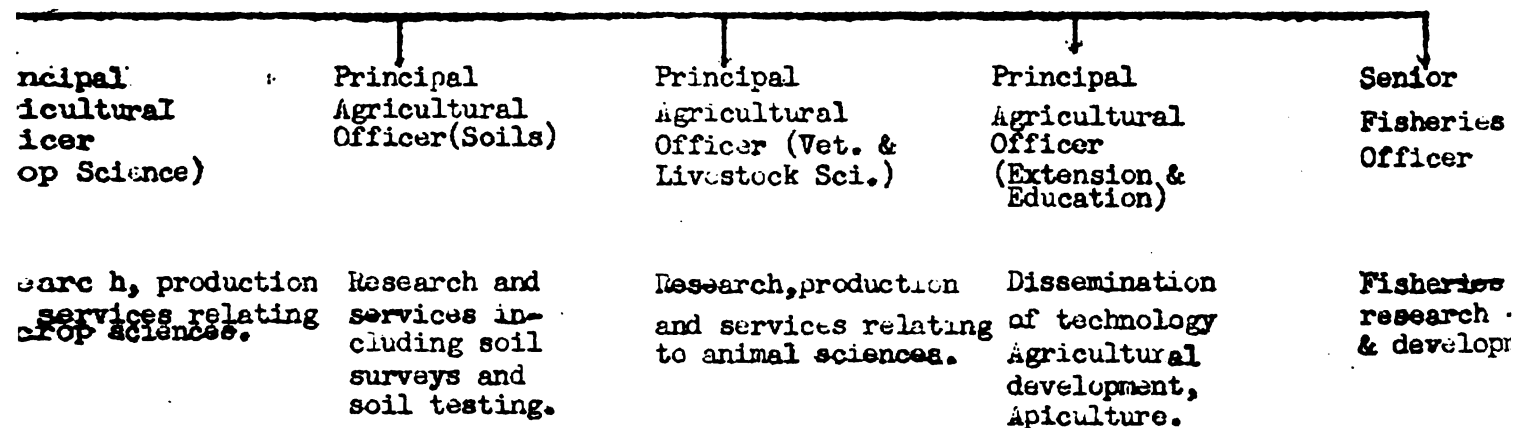 ncipal
icultural
icer
op Science)
Principal
Agricultural
Officer(Soils)
Principal
Agricultural
Officer (Vet. &
Livestock Sci.)
Principal
Agricultural
Officer
(Extension &
Education)
Senior
Fisheries
Officer
earc h, production
services relating
crop sciences.
Research and
services in-
cluding soil
surveys and
soil testing.
Research,production
and services relating
to animal sciences.
Dissemination
of technology
Agricultural
development,
Apiculture.
Fisheries
research
& develop